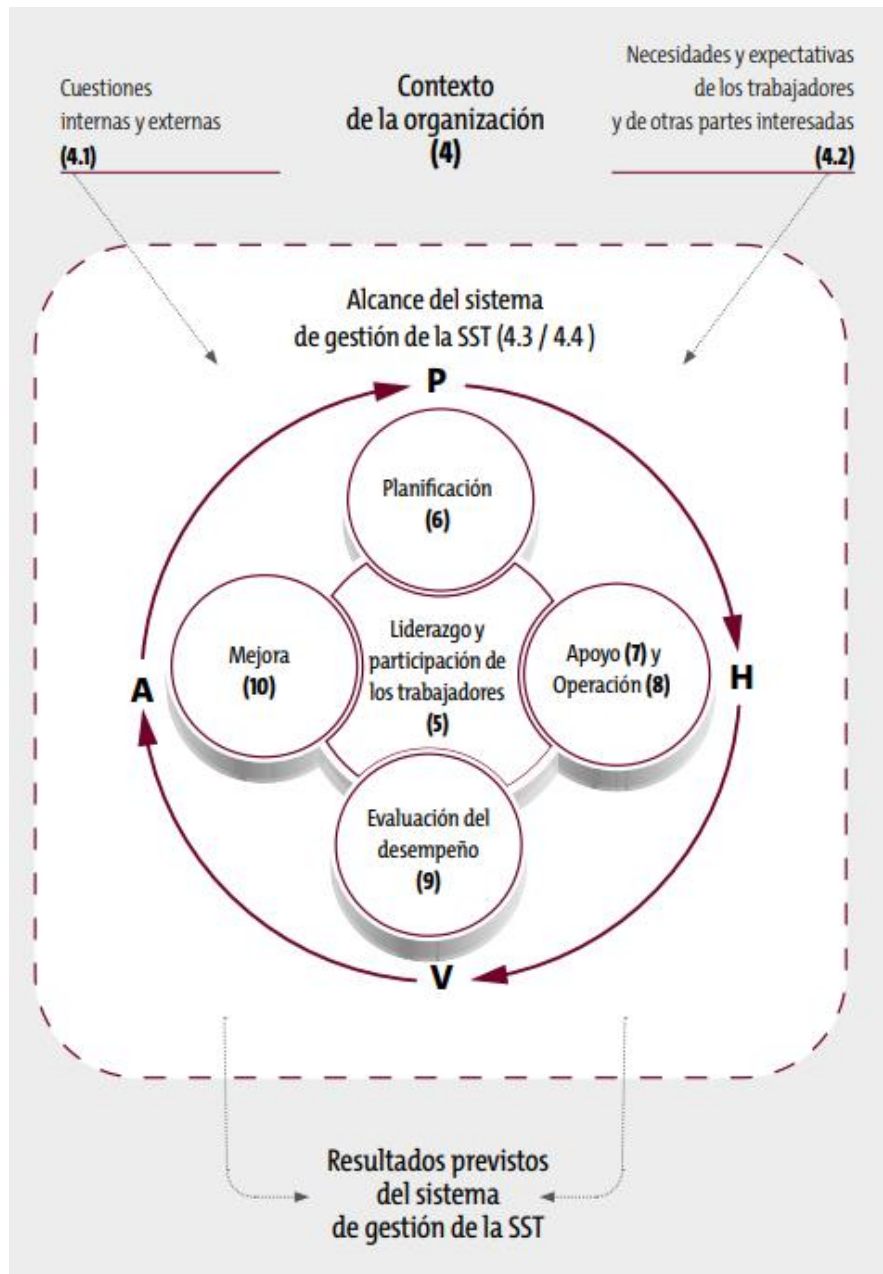 Cuestiones
internas y externas
(4.1)
Contexto
de la organización
(4)
Necesidades y expectativas
de los trabajadores
y de otras partes interesadas
(4.2)
Alcance del sistema
de gestión de la SST (4.3 / 4.4 )
P
Planificación
(6)
Mejora
(10)
Liderazgo y
participación de
los trabajadores
(5)
Apoyo (7) y
Operación (8)
A
H
Evaluación del
desempeño
(9)
V
Resultados previstos
del sistema
de gestión de la SST